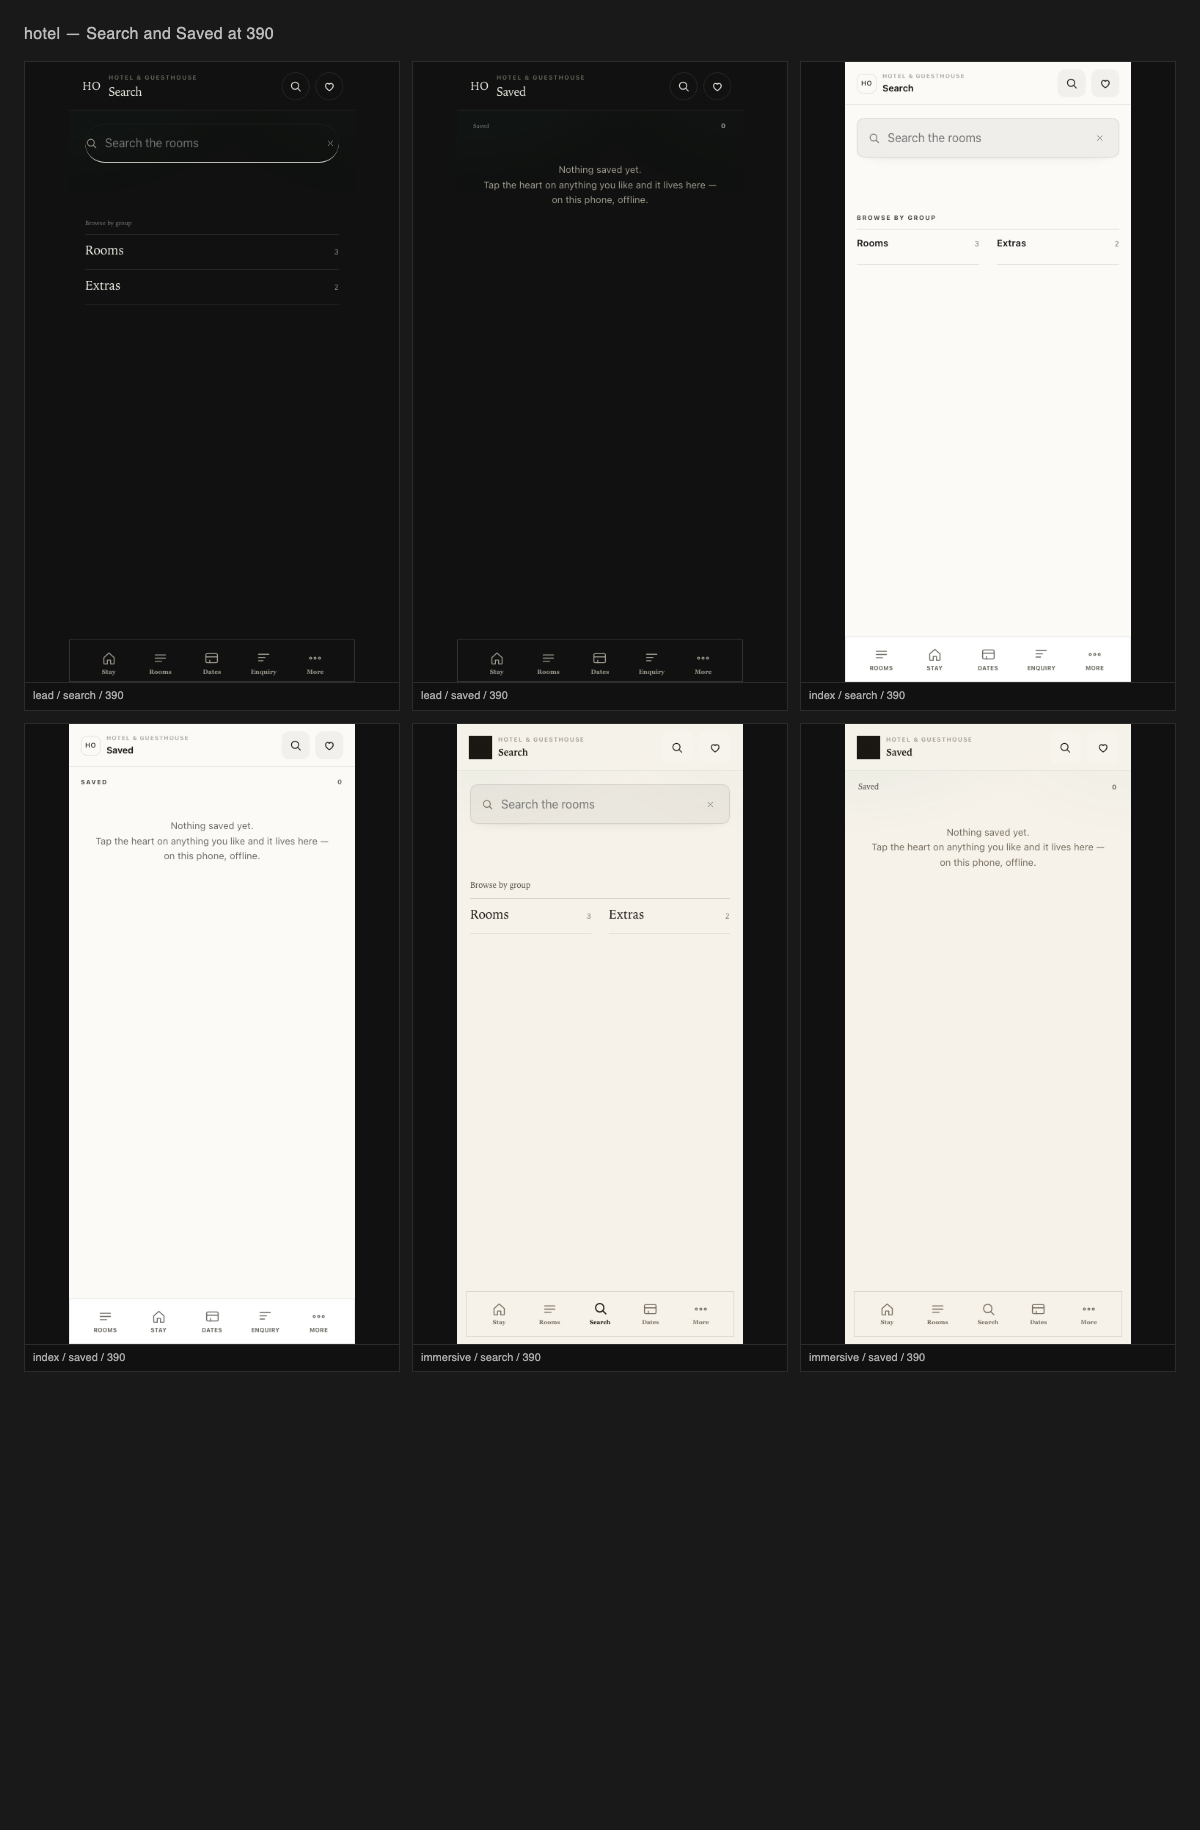 hotel — Search and Saved at 390
HO
HOTEL & GUESTHOUSE
Search
Search the rooms
Browse by group
Rooms 3
Extras 2
Stay Rooms Dates Enquiry More
lead / search / 390
HO
HOTEL & GUESTHOUSE
Saved
Saved 0
Nothing saved yet.
Tap the heart on anything you like and it lives here —
on this phone, offline.
Stay Rooms Dates Enquiry More
lead / saved / 390
HO
HOTEL & GUESTHOUSE
Search
Search the rooms
BROWSE BY GROUP
Rooms 3 Extras 2
ROOMS STAY DATES ENQUIRY MORE
index / search / 390
HO
HOTEL & GUESTHOUSE
Saved
SAVED 0
Nothing saved yet.
Tap the heart on anything you like and it lives here —
on this phone, offline.
ROOMS STAY DATES ENQUIRY MORE
index / saved / 390
HOTEL & GUESTHOUSE
Search
Search the rooms
Browse by group
Rooms 3 Extras 2
Stay Rooms Search Dates More
immersive / search / 390
HOTEL & GUESTHOUSE
Saved
Saved 0
Nothing saved yet.
Tap the heart on anything you like and it lives here —
on this phone, offline.
Stay Rooms Search Dates More
immersive / saved / 390